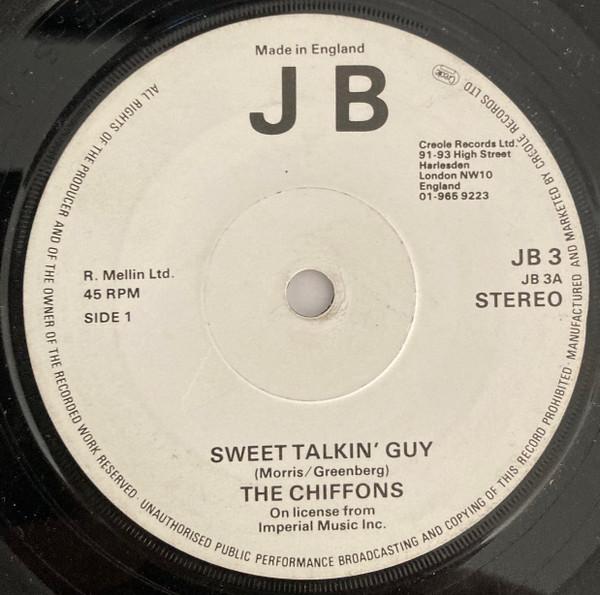 Made in England
J B
Creole
Creole Records Ltd.
91-93 High Street
Harlesden
London NW10
England
01-965 9223
JB 3
JB 3A
STEREO
R. Mellin Ltd.
45 RPM
SIDE 1
SWEET TALKIN' GUY
(Morris/Greenberg)
THE CHIFFONS
On license from
Imperial Music Inc.
ALL RIGHTS OF THE PRODUCER AND OF THE OWNER OF THE RECORDED WORK RESERVED · UNAUTHORISED PUBLIC PERFORMANCE BROADCASTING AND COPYING OF THIS RECORD PROHIBITED · MANUFACTURED AND MARKETED BY CREOLE RECORDS LTD